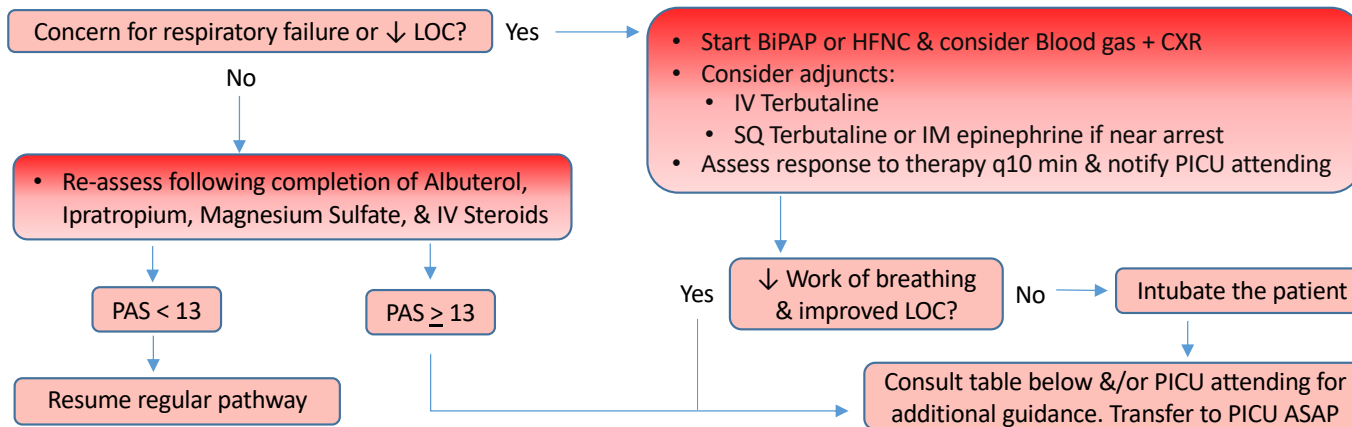 Concern for respiratory failure or ↓ LOC?
Yes
• Start BiPAP or HFNC & consider Blood gas + CXR
• Consider adjuncts:
• IV Terbutaline
• SQ Terbutaline or IM epinephrine if near arrest
• Assess response to therapy q10 min & notify PICU attending
No
• Re-assess following completion of Albuterol,
Ipratropium, Magnesium Sulfate, & IV Steroids
PAS < 13
PAS ≥ 13
Resume regular pathway
Yes
↓ Work of breathing
& improved LOC?
No
Intubate the patient
Consult table below &/or PICU attending for
additional guidance. Transfer to PICU ASAP